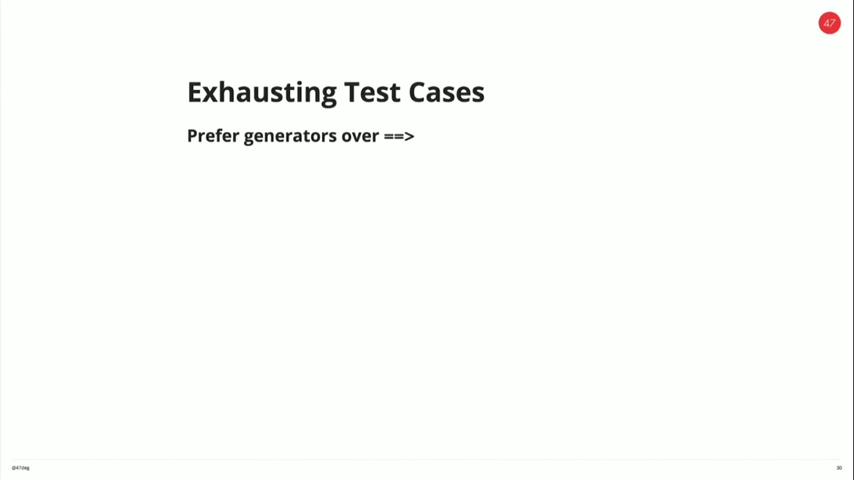 47
Exhausting Test Cases
Prefer generators over ==>
@47deg
30